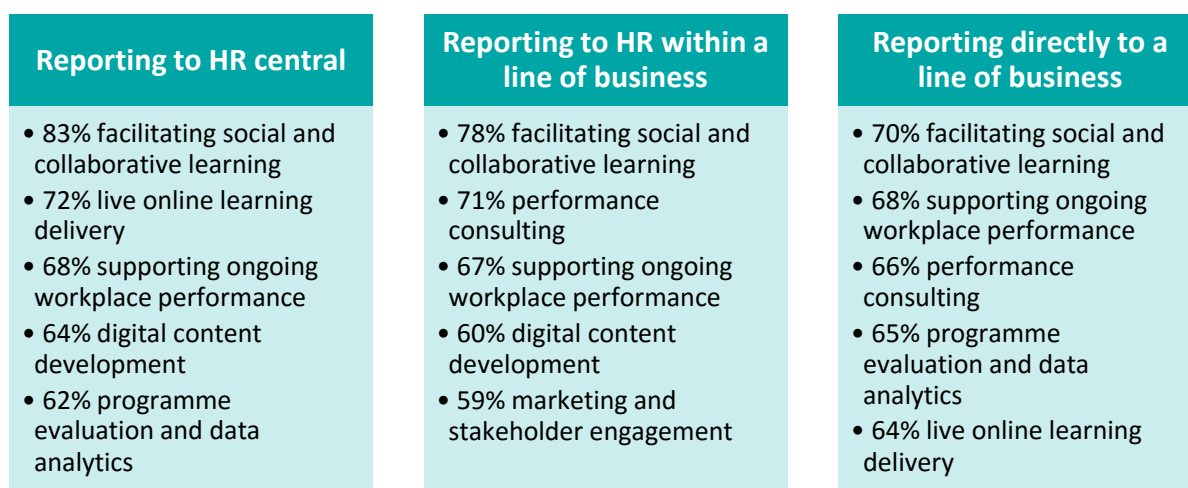 Reporting to HR central
• 83% facilitating social and
collaborative learning
• 72% live online learning
delivery
• 68% supporting ongoing
workplace performance
• 64% digital content
development
• 62% programme
evaluation and data
analytics
Reporting to HR within a
line of business
• 78% facilitating social and
collaborative learning
• 71% performance
consulting
• 67% supporting ongoing
workplace performance
• 60% digital content
development
• 59% marketing and
stakeholder engagement
Reporting directly to a
line of business
• 70% facilitating social and
collaborative learning
• 68% supporting ongoing
workplace performance
• 66% performance
consulting
• 65% programme
evaluation and data
analytics
• 64% live online learning
delivery